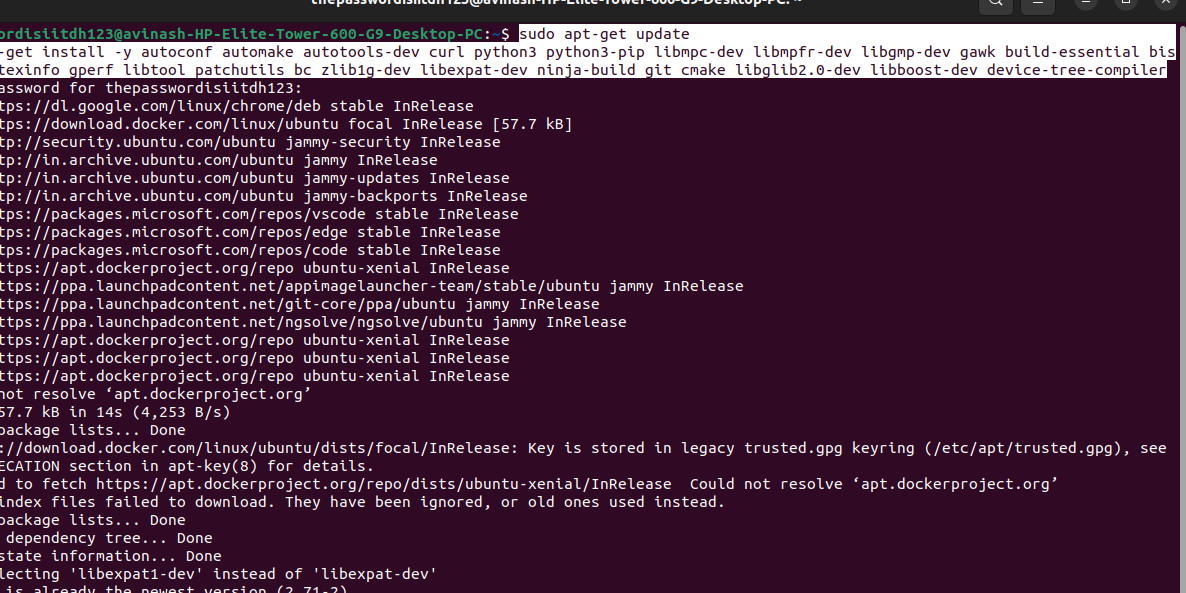 thepasswordisiitdh123@avinash-HP-Elite-Tower-600-G9-Desktop-PC: ~
ordisiitdh123@avinash-HP-Elite-Tower-600-G9-Desktop-PC:~$ sudo apt-get update
-get install -y autoconf automake autotools-dev curl python3 python3-pip libmpc-dev libmpfr-dev libgmp-dev gawk build-essential bis
texinfo gperf libtool patchutils bc zlib1g-dev libexpat-dev ninja-build git cmake libglib2.0-dev libboost-dev device-tree-compiler
assword for thepasswordisiitdh123:
tps://dl.google.com/linux/chrome/deb stable InRelease
tps://download.docker.com/linux/ubuntu focal InRelease [57.7 kB]
tp://security.ubuntu.com/ubuntu jammy-security InRelease
tp://in.archive.ubuntu.com/ubuntu jammy InRelease
tp://in.archive.ubuntu.com/ubuntu jammy-updates InRelease
tp://in.archive.ubuntu.com/ubuntu jammy-backports InRelease
tps://packages.microsoft.com/repos/vscode stable InRelease
tps://packages.microsoft.com/repos/edge stable InRelease
tps://packages.microsoft.com/repos/code stable InRelease
ttps://apt.dockerproject.org/repo ubuntu-xenial InRelease
ttps://ppa.launchpadcontent.net/appimagelauncher-team/stable/ubuntu jammy InRelease
ttps://ppa.launchpadcontent.net/git-core/ppa/ubuntu jammy InRelease
ttps://ppa.launchpadcontent.net/ngsolve/ngsolve/ubuntu jammy InRelease
ttps://apt.dockerproject.org/repo ubuntu-xenial InRelease
ttps://apt.dockerproject.org/repo ubuntu-xenial InRelease
ttps://apt.dockerproject.org/repo ubuntu-xenial InRelease
not resolve ‘apt.dockerproject.org’
57.7 kB in 14s (4,253 B/s)
package lists... Done
://download.docker.com/linux/ubuntu/dists/focal/InRelease: Key is stored in legacy trusted.gpg keyring (/etc/apt/trusted.gpg), see
ECATION section in apt-key(8) for details.
d to fetch https://apt.dockerproject.org/repo/dists/ubuntu-xenial/InRelease  Could not resolve ‘apt.dockerproject.org’
index files failed to download. They have been ignored, or old ones used instead.
package lists... Done
dependency tree... Done
state information... Done
lecting 'libexpat1-dev' instead of 'libexpat-dev'
is already the newest version (2.71-2)